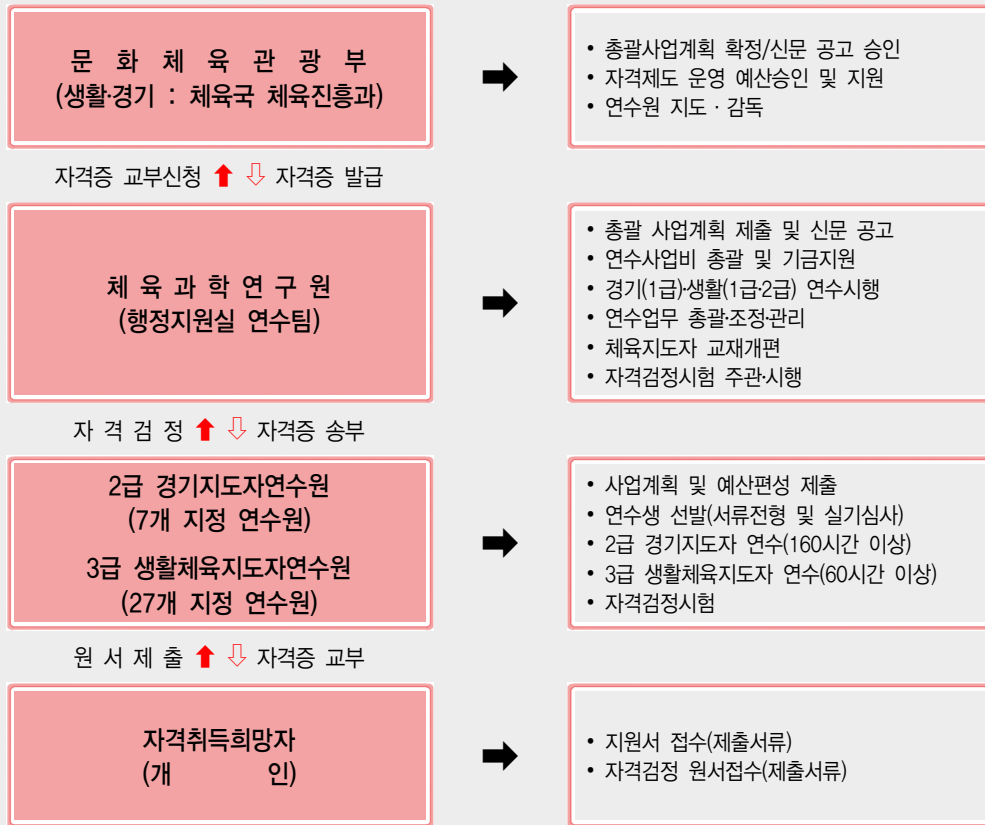 문 화 체 육 관 광 부
(생활·경기 : 체육국 체육진흥과)
• 총괄사업계획 확정/신문 공고 승인
• 자격제도 운영 예산승인 및 지원
• 연수원 지도 · 감독
자격증 교부신청 ⬆ ⇩ 자격증 발급
체 육 과 학 연 구 원
(행정지원실 연수팀)
• 총괄 사업계획 제출 및 신문 공고
• 연수사업비 총괄 및 기금지원
• 경기(1급)·생활(1급·2급) 연수시행
• 연수업무 총괄·조정·관리
• 체육지도자 교재개편
• 자격검정시험 주관·시행
자 격 검 정 ⬆ ⇩ 자격증 송부
2급 경기지도자연수원
(7개 지정 연수원)
3급 생활체육지도자연수원
(27개 지정 연수원)
• 사업계획 및 예산편성 제출
• 연수생 선발(서류전형 및 실기심사)
• 2급 경기지도자 연수(160시간 이상)
• 3급 생활체육지도자 연수(60시간 이상)
• 자격검정시험
원 서 제 출 ⬆ ⇩ 자격증 교부
자격취득희망자
(개 인)
• 지원서 접수(제출서류)
• 자격검정 원서접수(제출서류)